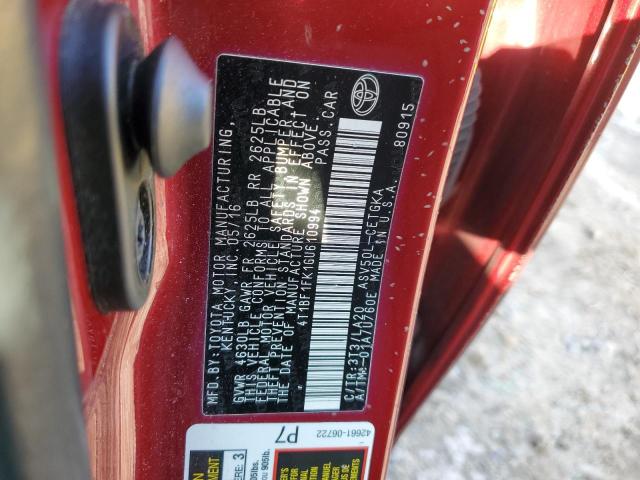 MFD.BY: TOYOTA MOTOR MANUFACTURING,
KENTUCKY, INC. 05/16
GVWR 4630LB GAWR FR 2625LB RR 2625LB
THIS VEHICLE CONFORMS TO ALL APPLICABLE
FEDERAL MOTOR VEHICLE SAFETY, BUMPER, AND
THEFT PREVENTION STANDARDS IN EFFECT ON
THE DATE OF MANUFACTURE SHOWN ABOVE.
4T1BF1FK1GU610994 PASS. CAR
C/TR:3T3/LA20 ASV50L-CETGKA
A/TM:-01A/U760E MADE IN U.S.A. 80915
P7
42661-06722
ERE 3